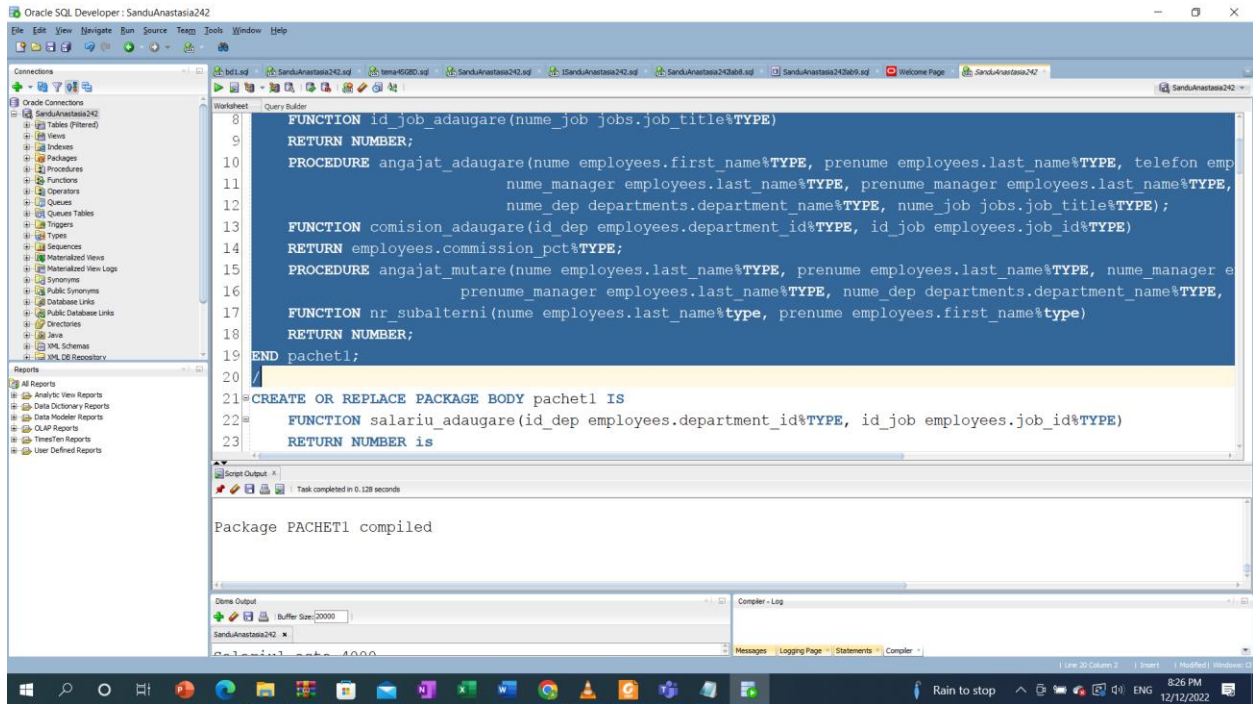 Oracle SQL Developer : SanduAnastasia242
File Edit View Navigate Run Source Team Tools Window Help
Connections
Oracle Connections
SanduAnastasia242
Tables (Filtered)
Views
Indexes
Packages
Procedures
Functions
Operators
Queues
Queues Tables
Triggers
Types
Sequences
Materialized Views
Materialized View Logs
Synonyms
Public Synonyms
Database Links
Public Database Links
Directories
Java
XML Schemas
XML DB Repository
Reports
All Reports
Analytic View Reports
Data Dictionary Reports
Data Modeler Reports
OLAP Reports
TimesTen Reports
User Defined Reports
bd1.sql SanduAnastasia242.sql tema4SGBD.sql SanduAnastasia242.sql 1SanduAnastasia242.sql SanduAnastasia242lab8.sql SanduAnastasia242lab9.sql Welcome Page SanduAnastasia242
SanduAnastasia242
Worksheet Query Builder
8 FUNCTION id_job_adaugare(nume_job jobs.job_title%TYPE)
9 RETURN NUMBER;
10 PROCEDURE angajat_adaugare(nume employees.first_name%TYPE, prenume employees.last_name%TYPE, telefon emp
11 nume_manager employees.last_name%TYPE, prenume_manager employees.last_name%TYPE,
12 nume_dep departments.department_name%TYPE, nume_job jobs.job_title%TYPE);
13 FUNCTION comision_adaugare(id_dep employees.department_id%TYPE, id_job employees.job_id%TYPE)
14 RETURN employees.commission_pct%TYPE;
15 PROCEDURE angajat_mutare(nume employees.last_name%TYPE, prenume employees.last_name%TYPE, nume_manager e
16 prenume_manager employees.last_name%TYPE, nume_dep departments.department_name%TYPE,
17 FUNCTION nr_subalterni(nume employees.last_name%type, prenume employees.first_name%type)
18 RETURN NUMBER;
19 END pachet1;
20 /
21 CREATE OR REPLACE PACKAGE BODY pachet1 IS
22 FUNCTION salariu_adaugare(id_dep employees.department_id%TYPE, id_job employees.job_id%TYPE)
23 RETURN NUMBER is
Script Output
Task completed in 0.128 seconds
Package PACHET1 compiled
Dbms Output
Buffer Size: 20000
SanduAnastasia242
Salariul este 4000
Compiler - Log
Messages Logging Page Statements Compiler
Line 20 Column 2 Insert Modified Windows: C
Rain to stop ENG 8:26 PM
12/12/2022